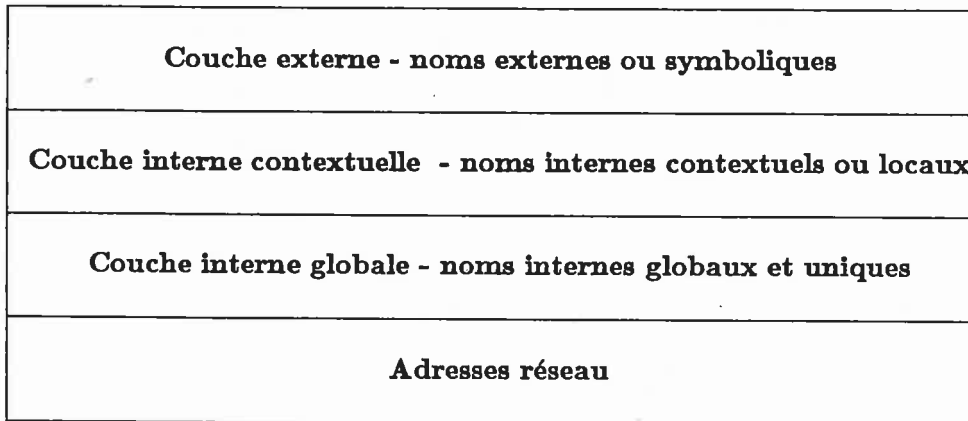 Couche externe - noms externes ou symboliques
Couche interne contextuelle - noms internes contextuels ou locaux
Couche interne globale - noms internes globaux et uniques
Adresses réseau